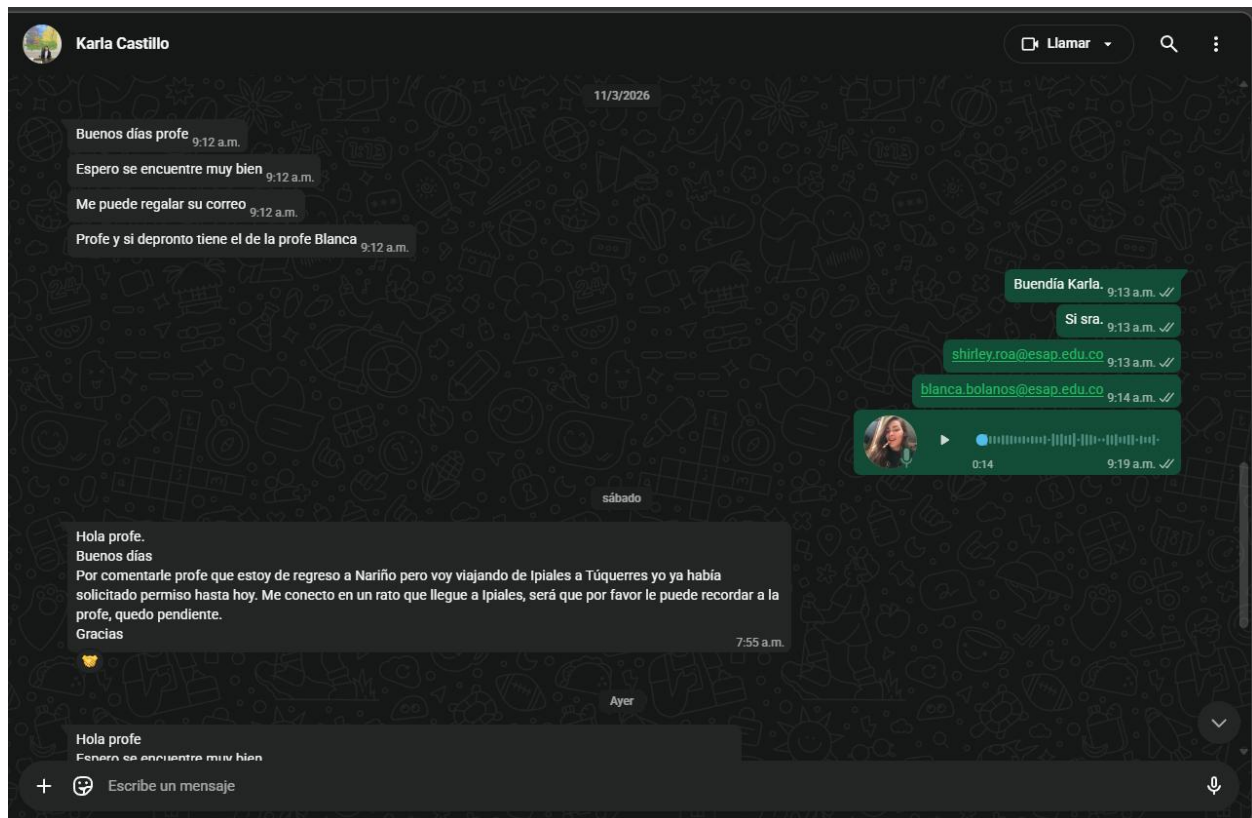 Karla Castillo
Llamar
11/3/2026
Buenos días profe 9:12 a.m.
Espero se encuentre muy bien 9:12 a.m.
Me puede regalar su correo 9:12 a.m.
Profe y si depronto tiene el de la profe Blanca 9:12 a.m.
Buendía Karla. 9:13 a.m.
Si sra. 9:13 a.m.
shirley.roa@esap.edu.co 9:13 a.m.
blanca.bolanos@esap.edu.co 9:14 a.m.
0:14 9:19 a.m.
sábado
Hola profe.
Buenos días
Por comentarle profe que estoy de regreso a Nariño pero voy viajando de Ipiales a Túquerres yo ya había
solicitado permiso hasta hoy. Me conecto en un rato que llegue a Ipiales, será que por favor le puede recordar a la
profe, quedo pendiente.
Gracias
7:55 a.m.
Ayer
Hola profe
Espero se encuentre muy bien
Escribe un mensaje